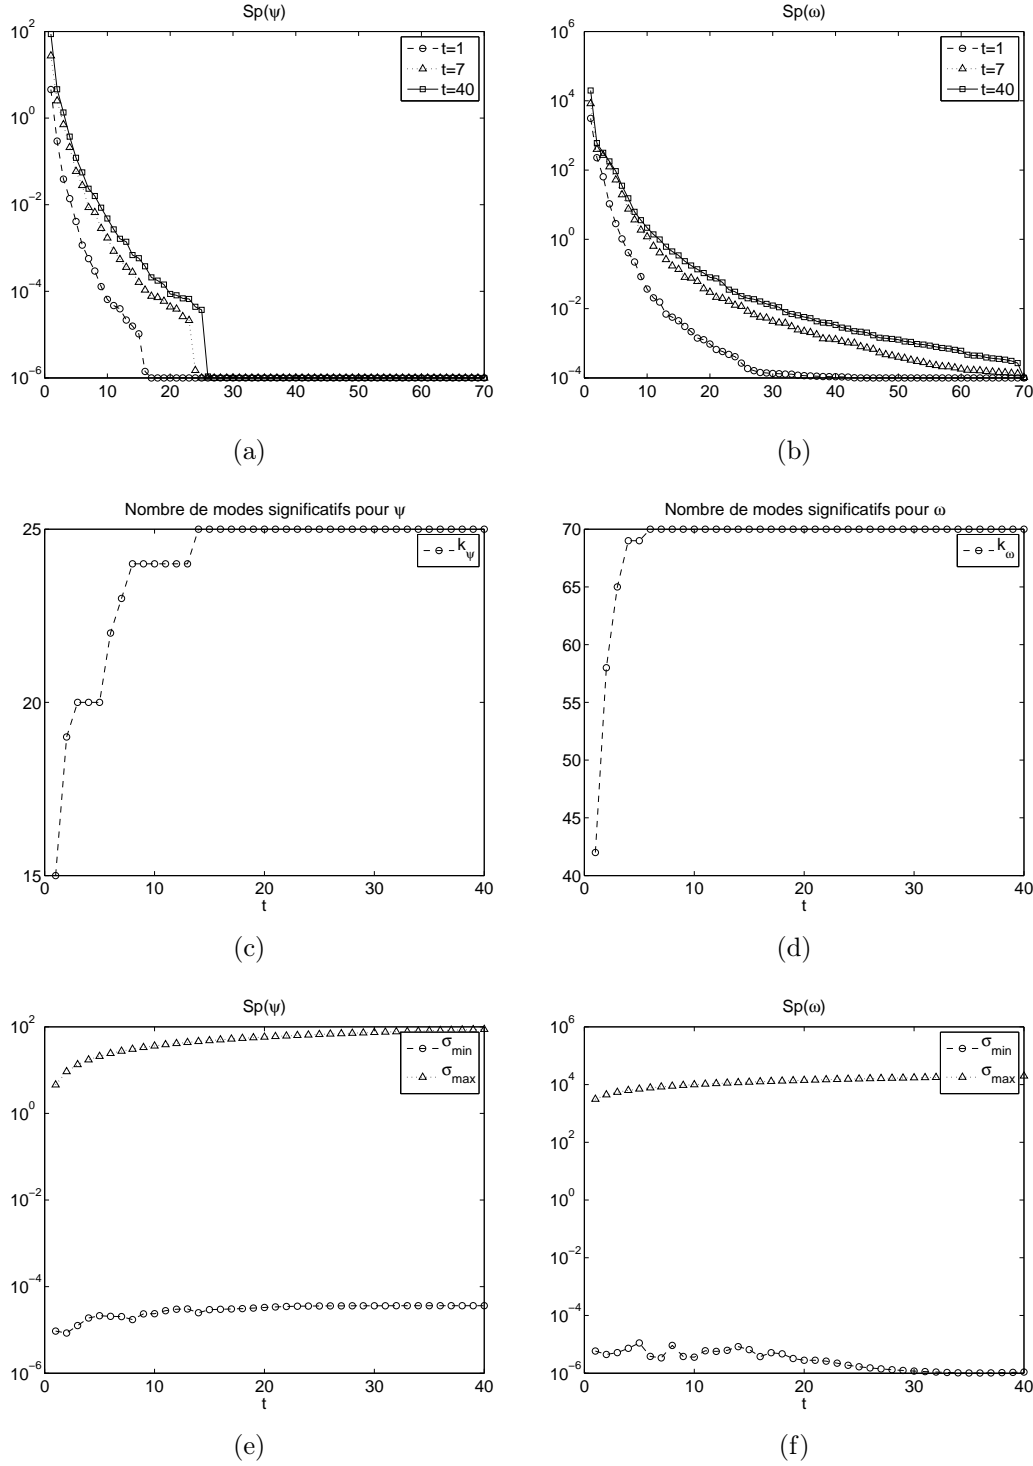 Sp(ψ)
10^2
10^0
10^−2
10^−4
10^−6
0 10 20 30 40 50 60 70
t=1
t=7
t=40
(a)
Sp(ω)
10^6
10^4
10^2
10^0
10^−2
10^−4
0 10 20 30 40 50 60 70
t=1
t=7
t=40
(b)
Nombre de modes significatifs pour ψ
25
20
15
0 10 20 30 40
t
k_ψ
(c)
Nombre de modes significatifs pour ω
70
65
60
55
50
45
40
0 10 20 30 40
t
k_ω
(d)
Sp(ψ)
10^2
10^0
10^−2
10^−4
10^−6
0 10 20 30 40
t
σ_min
σ_max
(e)
Sp(ω)
10^6
10^4
10^2
10^0
10^−2
10^−4
10^−6
0 10 20 30 40
t
σ_min
σ_max
(f)